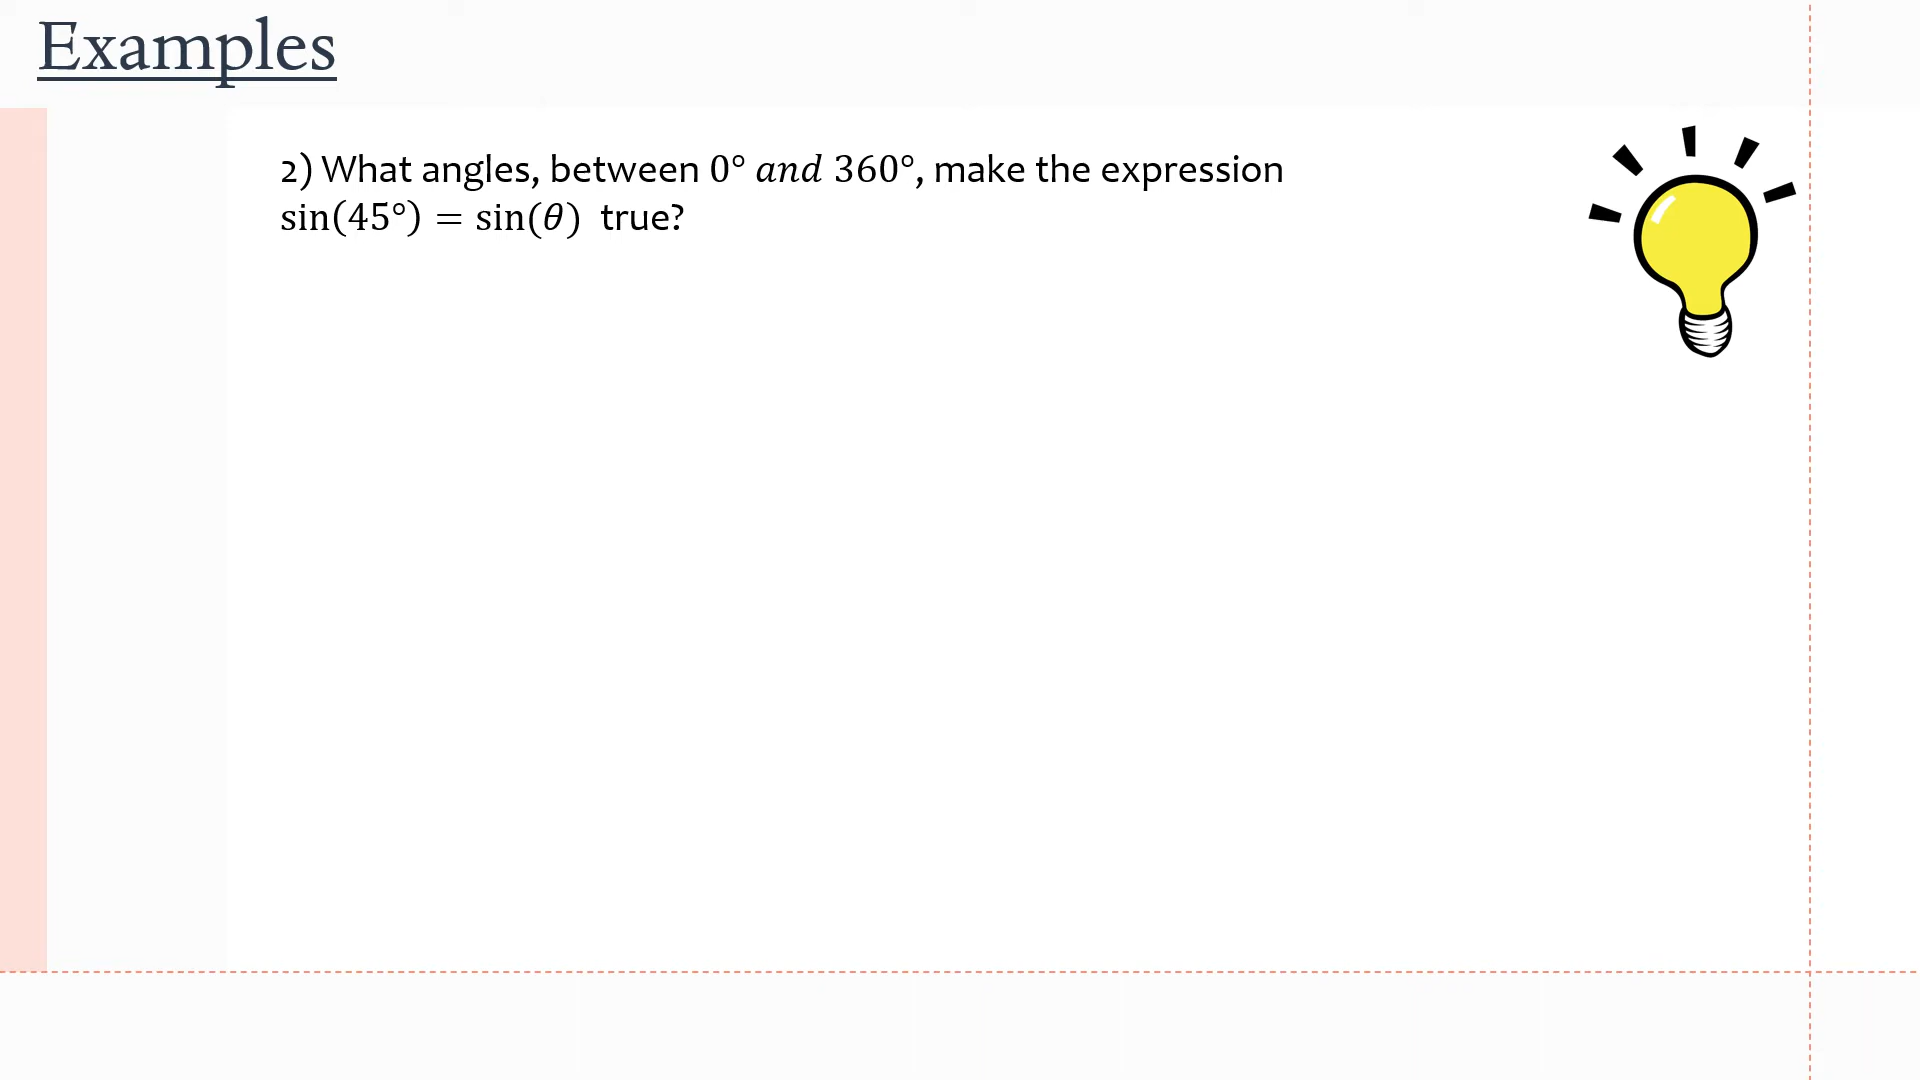 Examples
2) What angles, between 0° and 360°, make the expression
sin(45°) = sin(θ) true?